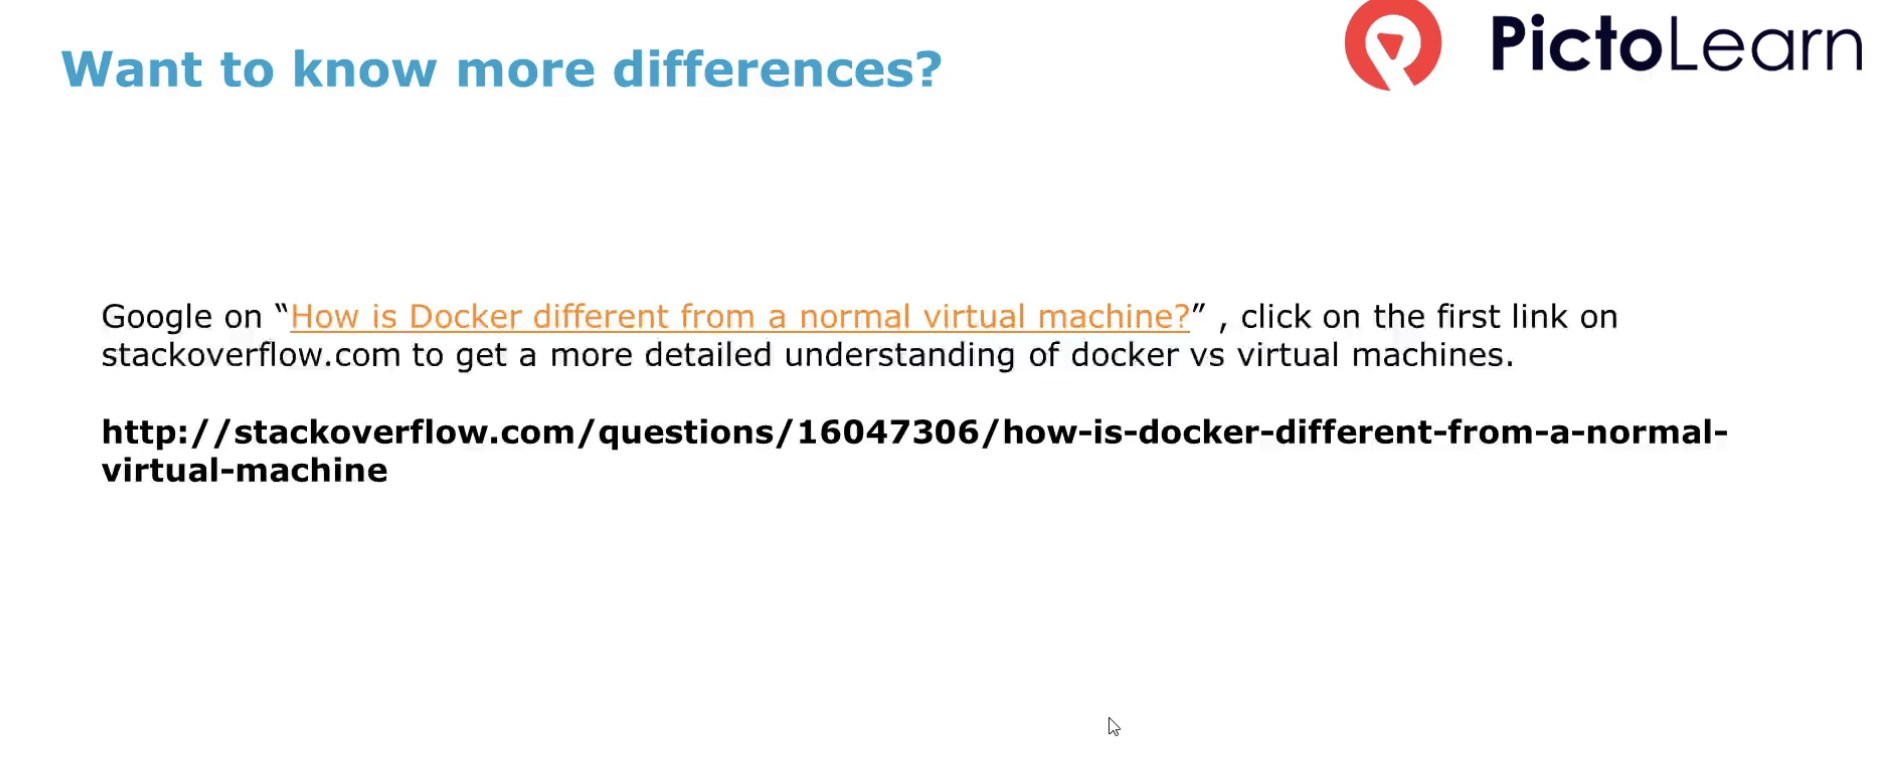 Want to know more differences?
PictoLearn
Google on “How is Docker different from a normal virtual machine?” , click on the first link on
stackoverflow.com to get a more detailed understanding of docker vs virtual machines.
http://stackoverflow.com/questions/16047306/how-is-docker-different-from-a-normal-
virtual-machine